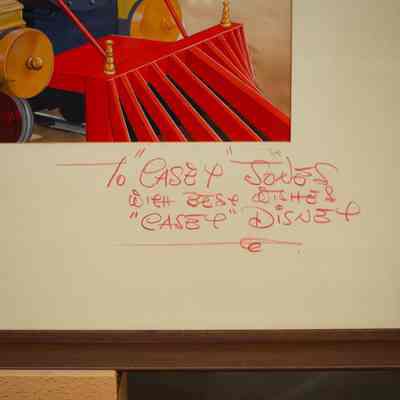 To "CASEY" JONES
WITH BEST WISHES
"CASEY" DISNEY